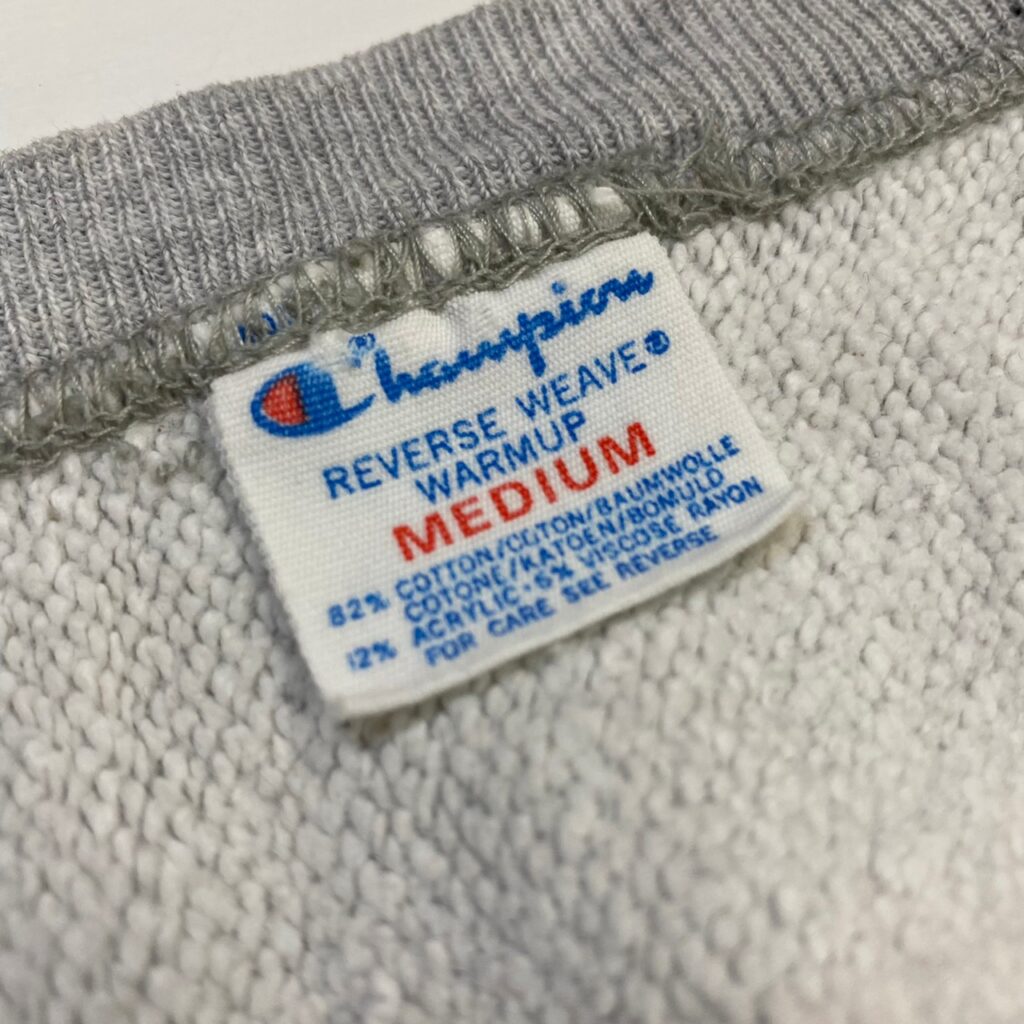 Champion®
REVERSE WEAVE®
WARMUP
MEDIUM
82% COTTON/COTON/BAUMWOLLE
COTONE/KATOEN/BOMULD
12% ACRYLIC·6% VISCOSE RAYON
FOR CARE SEE REVERSE